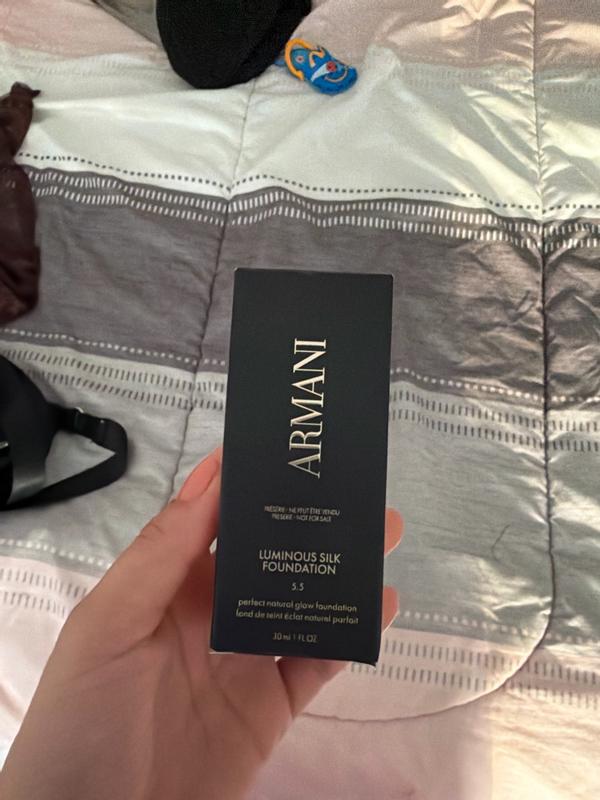 ARMANI
PRÉSÉRIE - NE PEUT ÊTRE VENDU
PRESERIE - NOT FOR SALE
LUMINOUS SILK
FOUNDATION
5.5
perfect natural glow foundation
fond de teint éclat naturel parfait
30 ml 1 FL OZ